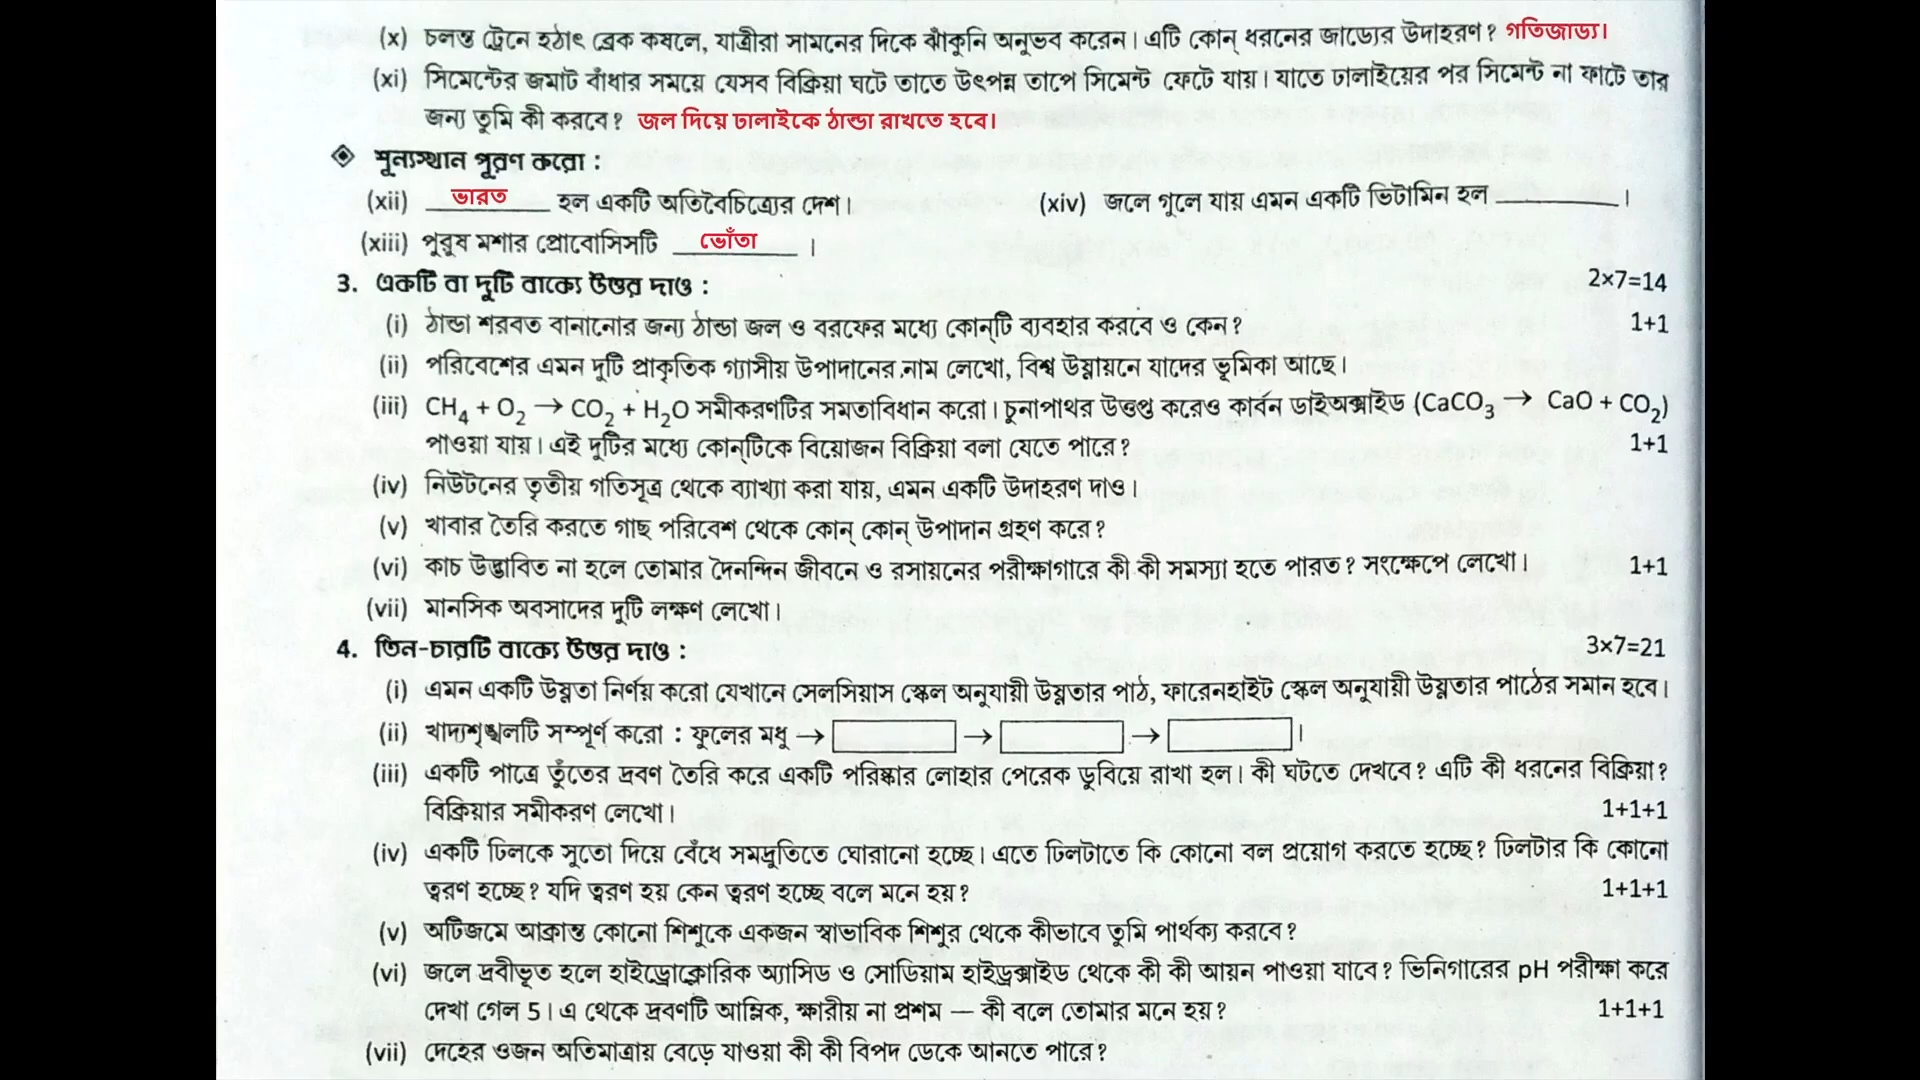 (x) চলন্ত ট্রেনে হঠাৎ ব্রেক কষলে, যাত্রীরা সামনের দিকে ঝাঁকুনি অনুভব করেন। এটি কোন্ ধরনের জাড্যের উদাহরণ? গতিজাড্য।
(xi) সিমেন্টের জমাট বাঁধার সময়ে যেসব বিক্রিয়া ঘটে তাতে উৎপন্ন তাপে সিমেন্ট ফেটে যায়। যাতে ঢালাইয়ের পর সিমেন্ট না ফাটে তার
জন্য তুমি কী করবে? জল দিয়ে ঢালাইকে ঠান্ডা রাখতে হবে।
শূন্যস্থান পূরণ করো :
(xii) ভারত হল একটি অতিবৈচিত্র্যের দেশ। (xiv) জলে গুলে যায় এমন একটি ভিটামিন হল ________।
(xiii) পুরুষ মশার প্রোবোসিসটি ভোঁতা ।
3. একটি বা দুটি বাক্যে উত্তর দাও : 2×7=14
(i) ঠান্ডা শরবত বানানোর জন্য ঠান্ডা জল ও বরফের মধ্যে কোন্‌টি ব্যবহার করবে ও কেন? 1+1
(ii) পরিবেশের এমন দুটি প্রাকৃতিক গ্যাসীয় উপাদানের নাম লেখো, বিশ্ব উষ্ণায়নে যাদের ভূমিকা আছে।
(iii) CH₄ + O₂ → CO₂ + H₂O সমীকরণটির সমতাবিধান করো। চুনাপাথর উত্তপ্ত করেও কার্বন ডাইঅক্সাইড (CaCO₃ → CaO + CO₂)
পাওয়া যায়। এই দুটির মধ্যে কোন্‌টিকে বিয়োজন বিক্রিয়া বলা যেতে পারে? 1+1
(iv) নিউটনের তৃতীয় গতিসূত্র থেকে ব্যাখ্যা করা যায়, এমন একটি উদাহরণ দাও।
(v) খাবার তৈরি করতে গাছ পরিবেশ থেকে কোন্ কোন্ উপাদান গ্রহণ করে?
(vi) কাচ উদ্ভাবিত না হলে তোমার দৈনন্দিন জীবনে ও রসায়নের পরীক্ষাগারে কী কী সমস্যা হতে পারত? সংক্ষেপে লেখো। 1+1
(vii) মানসিক অবসাদের দুটি লক্ষণ লেখো।
4. তিন-চারটি বাক্যে উত্তর দাও : 3×7=21
(i) এমন একটি উষ্ণতা নির্ণয় করো যেখানে সেলসিয়াস স্কেল অনুযায়ী উষ্ণতার পাঠ, ফারেনহাইট স্কেল অনুযায়ী উষ্ণতার পাঠের সমান হবে।
(ii) খাদ্যশৃঙ্খলটি সম্পূর্ণ করো : ফুলের মধু → → → ।
(iii) একটি পাত্রে তুঁতের দ্রবণ তৈরি করে একটি পরিষ্কার লোহার পেরেক ডুবিয়ে রাখা হল। কী ঘটতে দেখবে? এটি কী ধরনের বিক্রিয়া?
বিক্রিয়ার সমীকরণ লেখো। 1+1+1
(iv) একটি ঢিলকে সুতো দিয়ে বেঁধে সমদ্রুতিতে ঘোরানো হচ্ছে। এতে ঢিলটাতে কি কোনো বল প্রয়োগ করতে হচ্ছে? ঢিলটার কি কোনো
ত্বরণ হচ্ছে? যদি ত্বরণ হয় কেন ত্বরণ হচ্ছে বলে মনে হয়? 1+1+1
(v) অটিজমে আক্রান্ত কোনো শিশুকে একজন স্বাভাবিক শিশুর থেকে কীভাবে তুমি পার্থক্য করবে?
(vi) জলে দ্রবীভূত হলে হাইড্রোক্লোরিক অ্যাসিড ও সোডিয়াম হাইড্রক্সাইড থেকে কী কী আয়ন পাওয়া যাবে? ভিনিগারের pH পরীক্ষা করে
দেখা গেল 5। এ থেকে দ্রবণটি আম্লিক, ক্ষারীয় না প্রশম — কী বলে তোমার মনে হয়? 1+1+1
(vii) দেহের ওজন অতিমাত্রায় বেড়ে যাওয়া কী কী বিপদ ডেকে আনতে পারে?